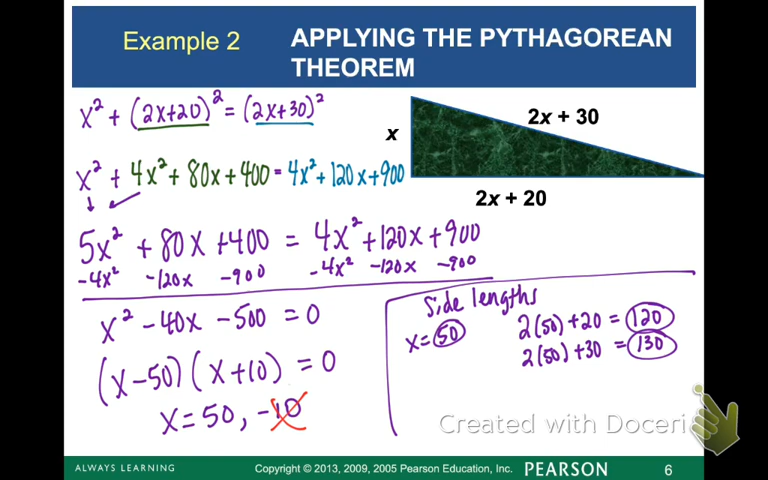 Example 2
APPLYING THE PYTHAGOREAN
THEOREM
x² + (2x+20)² = (2x+30)²
x² + 4x² + 80x + 400 = 4x² + 120x + 900
5x² + 80x + 400 = 4x² + 120x + 900
-4x² -120x -900 -4x² -120x -900
x² - 40x - 500 = 0
(x-50)(x+10) = 0
x = 50, -10
x
2x + 30
2x + 20
Side lengths
x = 50
2(50) + 20 = 120
2(50) + 30 = 130
Created with Doceri
ALWAYS LEARNING
Copyright © 2013, 2009, 2005 Pearson Education, Inc.
PEARSON
6